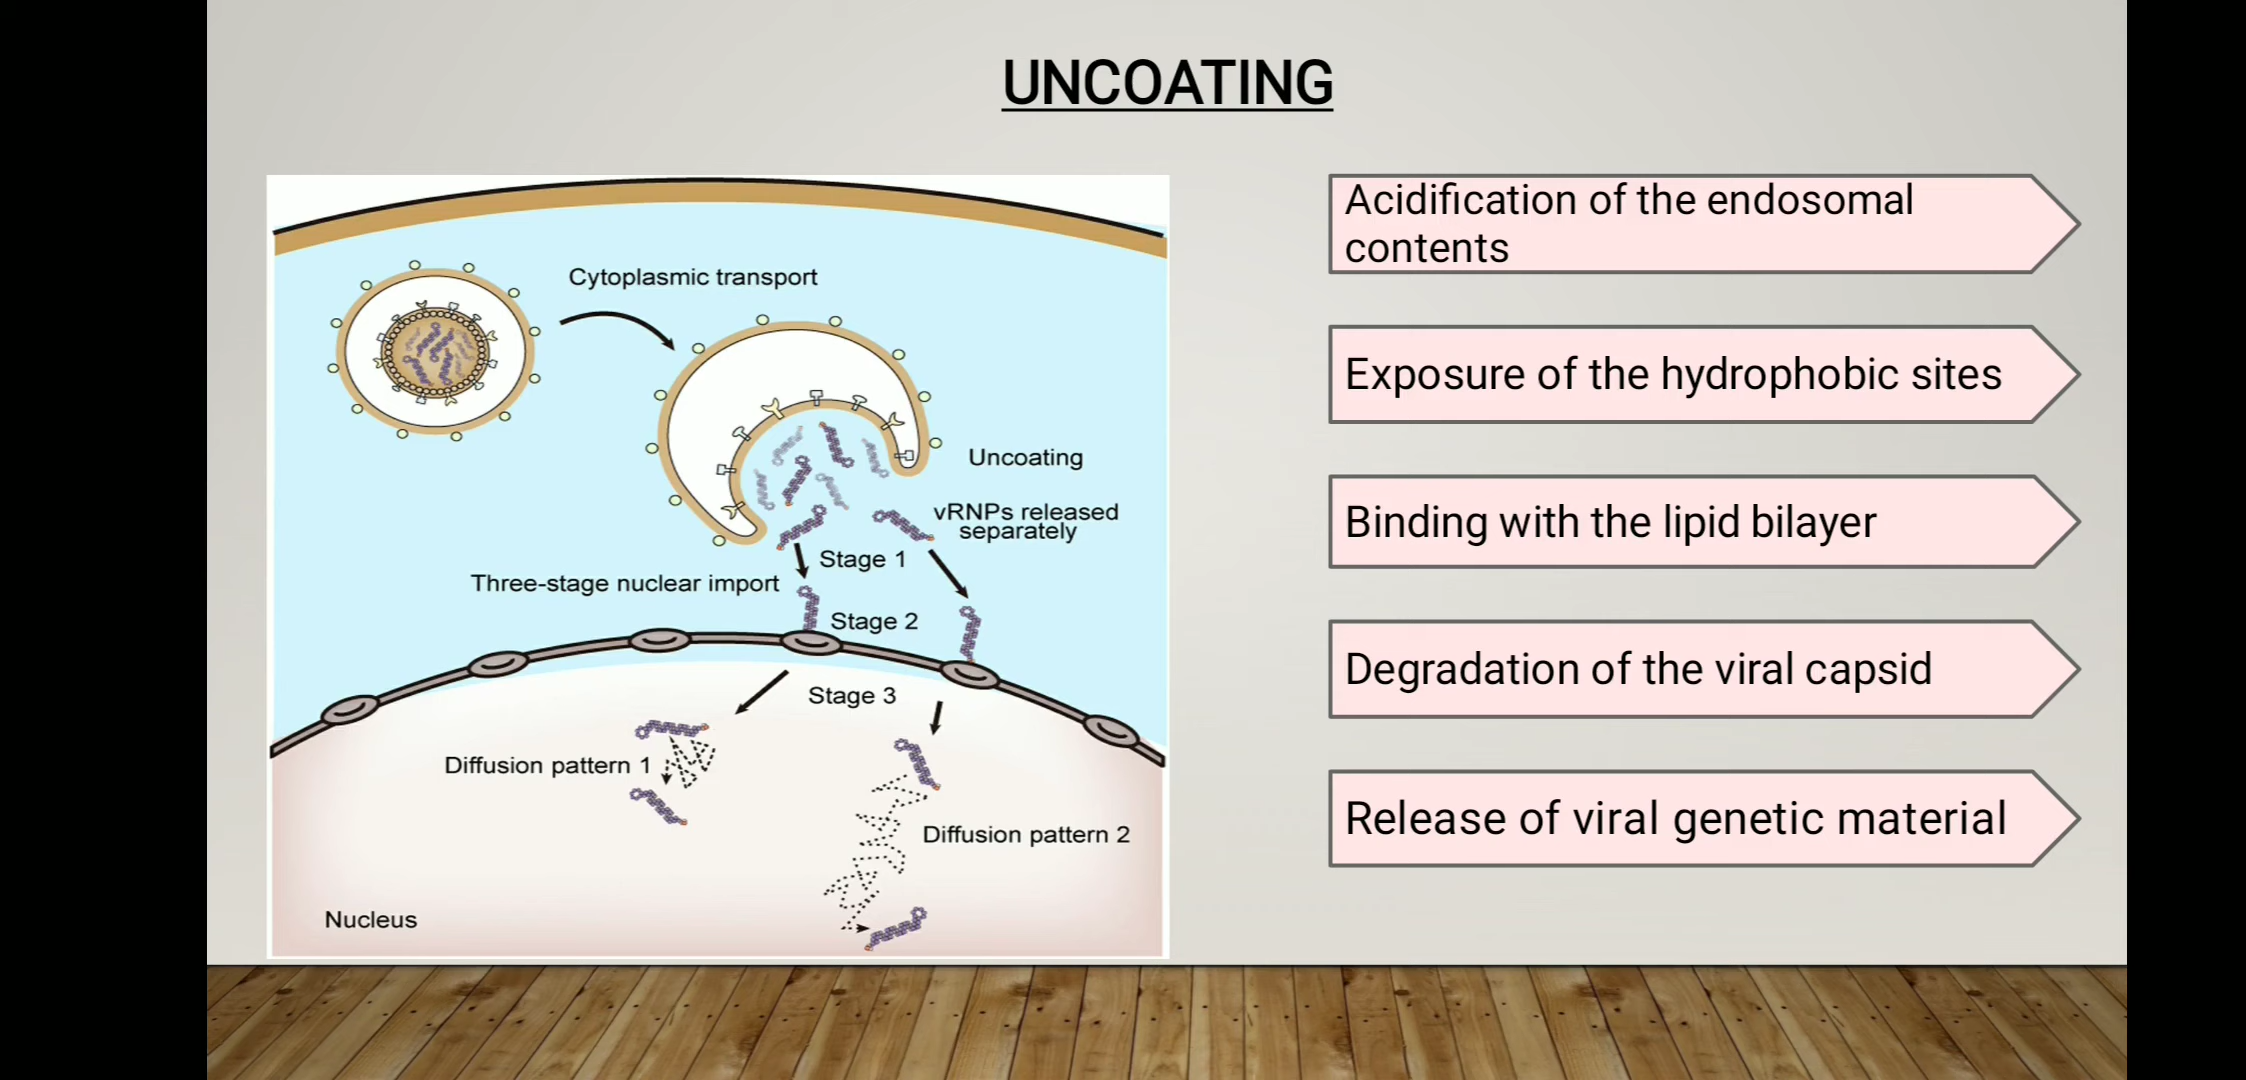 UNCOATING
Cytoplasmic transport
Uncoating
vRNPs released
separately
Stage 1
Three-stage nuclear import
Stage 2
Stage 3
Diffusion pattern 1
Diffusion pattern 2
Nucleus
Acidification of the endosomal
contents
Exposure of the hydrophobic sites
Binding with the lipid bilayer
Degradation of the viral capsid
Release of viral genetic material